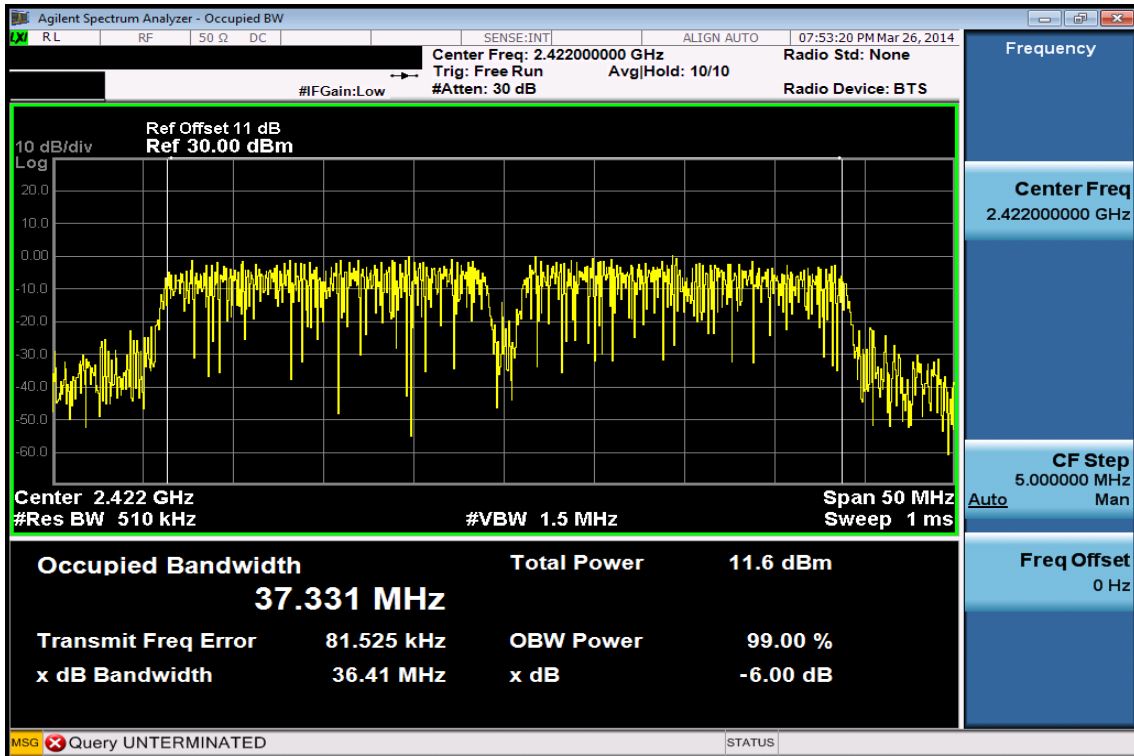 Agilent Spectrum Analyzer - Occupied BW
LXI RL RF 50 Ω DC SENSE:INT ALIGN AUTO 07:53:20 PM Mar 26, 2014
Center Freq: 2.422000000 GHz Radio Std: None
Trig: Free Run Avg|Hold: 10/10
#IFGain:Low #Atten: 30 dB Radio Device: BTS
Frequency
Ref Offset 11 dB
10 dB/div Ref 30.00 dBm
Log
20.0
10.0
0.00
-10.0
-20.0
-30.0
-40.0
-50.0
-60.0
Center 2.422 GHz Span 50 MHz
#Res BW 510 kHz #VBW 1.5 MHz Sweep 1 ms
Center Freq
2.422000000 GHz
CF Step
5.000000 MHz
Auto Man
Freq Offset
0 Hz
Occupied Bandwidth Total Power 11.6 dBm
37.331 MHz
Transmit Freq Error 81.525 kHz OBW Power 99.00 %
x dB Bandwidth 36.41 MHz x dB -6.00 dB
MSG Query UNTERMINATED STATUS